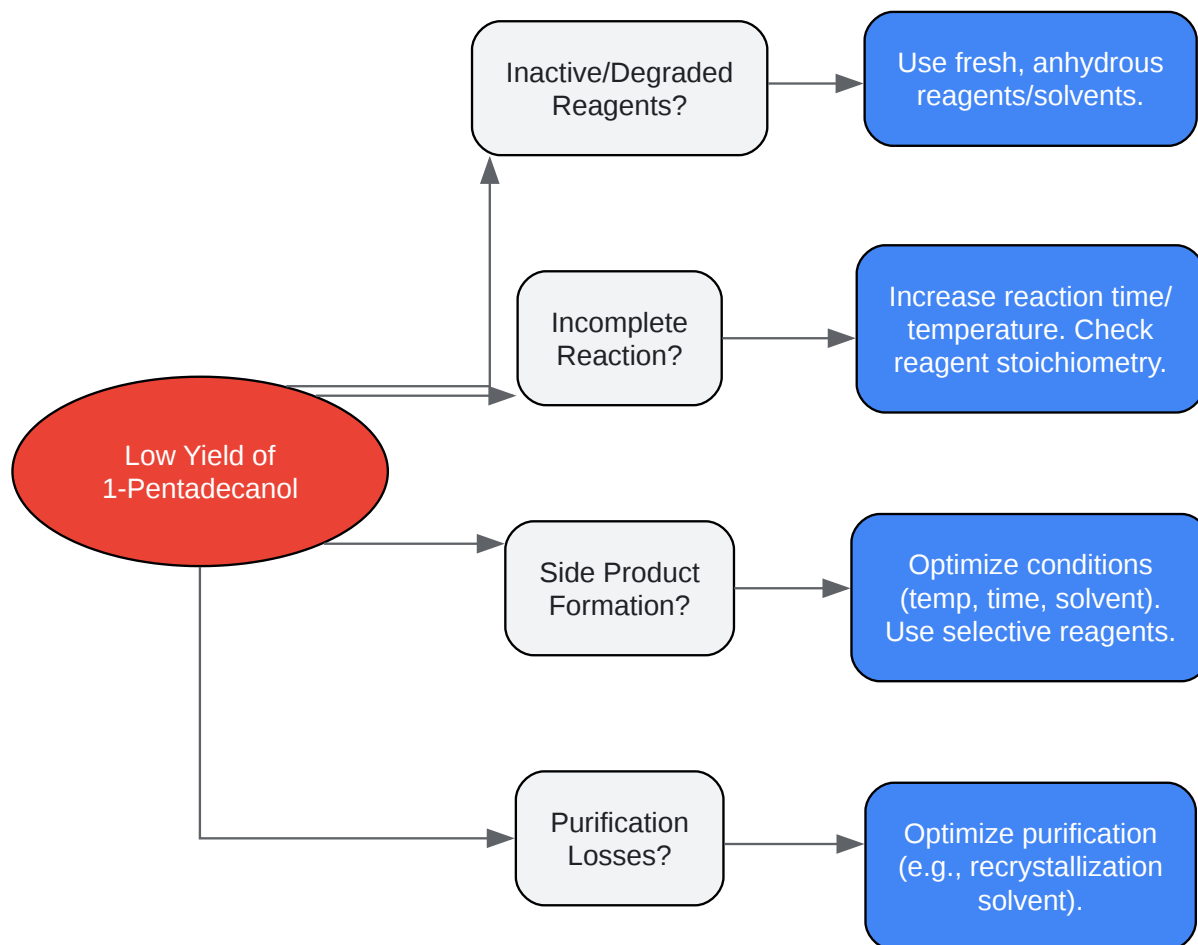 Inactive/Degraded
Reagents?
Use fresh, anhydrous
reagents/solvents.
Incomplete
Reaction?
Increase reaction time/
temperature. Check
reagent stoichiometry.
Low Yield of
1-Pentadecanol
Side Product
Formation?
Optimize conditions
(temp, time, solvent).
Use selective reagents.
Purification
Losses?
Optimize purification
(e.g., recrystallization
solvent).